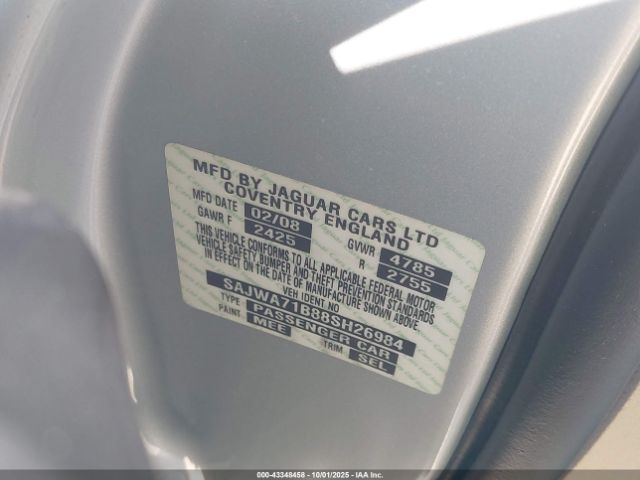 MFD BY JAGUAR CARS LTD
COVENTRY ENGLAND
MFD DATE 02/08 GVWR 4785
GAWR F 2425 R 2755
THIS VEHICLE CONFORMS TO ALL APPLICABLE FEDERAL MOTOR
VEHICLE SAFETY, BUMPER AND THEFT PREVENTION STANDARDS
IN EFFECT ON THE DATE OF MANUFACTURE SHOWN ABOVE.
SAJWA71B88SH26984
VEH IDENT NO
TYPE PASSENGER CAR
PAINT MEE TRIM SEL
000-43348458 - 10/01/2025 - IAA Inc.